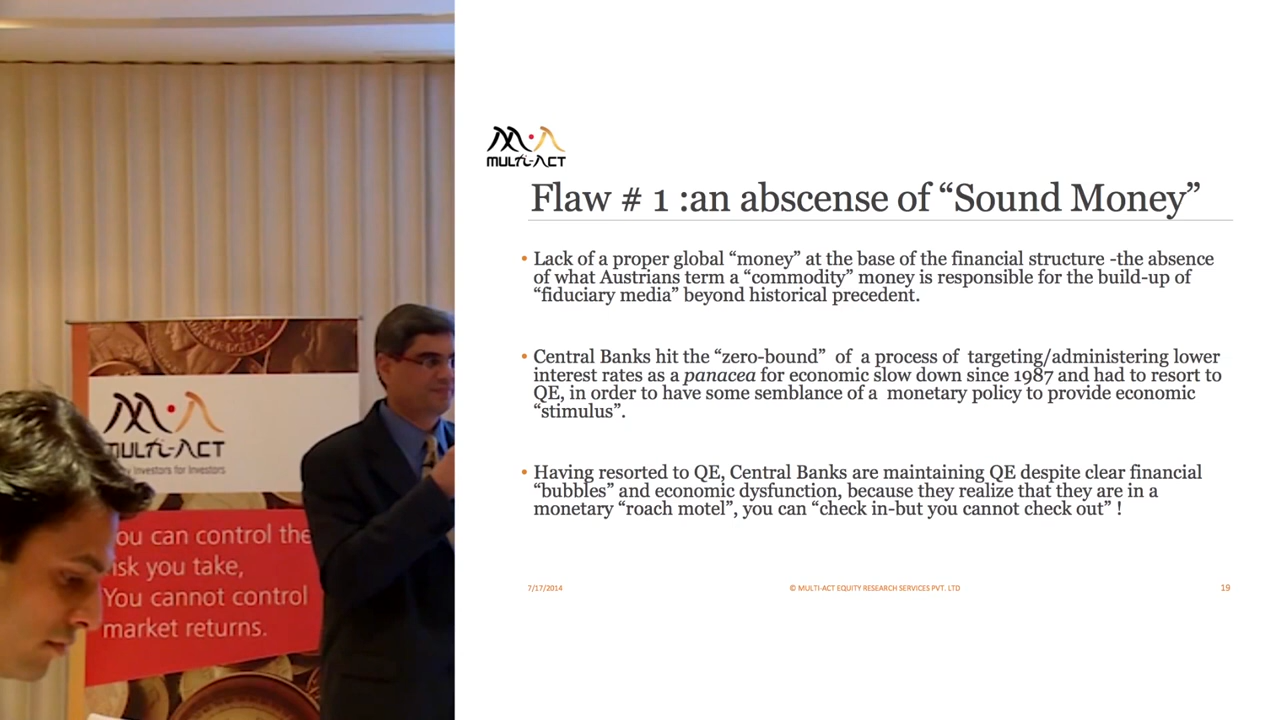 MULTI-ACT
ou can control the
isk you take,
You cannot control
market returns.
MULTI-ACT
Flaw # 1 :an abscense of “Sound Money”
• Lack of a proper global “money” at the base of the financial structure -the absence
of what Austrians term a “commodity” money is responsible for the build-up of
“fiduciary media” beyond historical precedent.
• Central Banks hit the “zero-bound” of a process of targeting/administering lower
interest rates as a panacea for economic slow down since 1987 and had to resort to
QE, in order to have some semblance of a monetary policy to provide economic
“stimulus”.
• Having resorted to QE, Central Banks are maintaining QE despite clear financial
“bubbles” and economic dysfunction, because they realize that they are in a
monetary “roach motel”, you can “check in-but you cannot check out” !
7/17/2014
© MULTI-ACT EQUITY RESEARCH SERVICES PVT. LTD
19